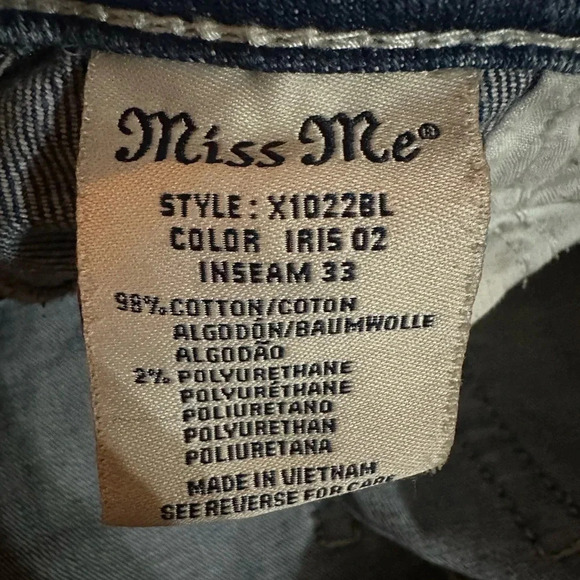 Miss Me®
STYLE: X1022BL
COLOR IRIS 02
INSEAM 33
98% COTTON/COTON
ALGODÓN/BAUMWOLLE
ALGODÃO
2% POLYURETHANE
POLYURÉTHANE
POLIURETANO
POLYURETHAN
POLIURETANA
MADE IN VIETNAM
SEE REVERSE FOR CARE